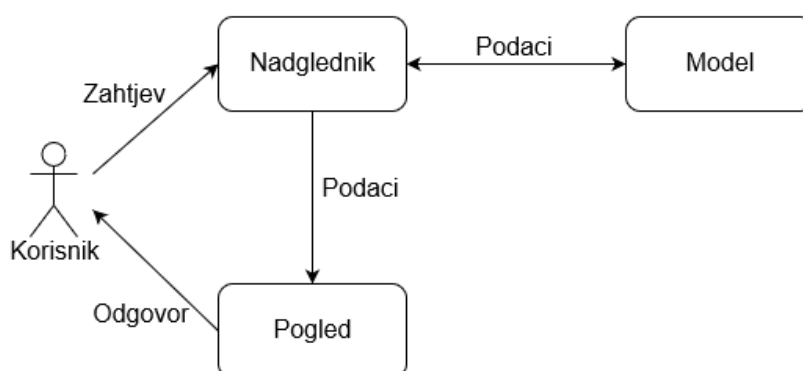 Nadglednik
Podaci
Model
Zahtjev
Podaci
Korisnik
Odgovor
Pogled